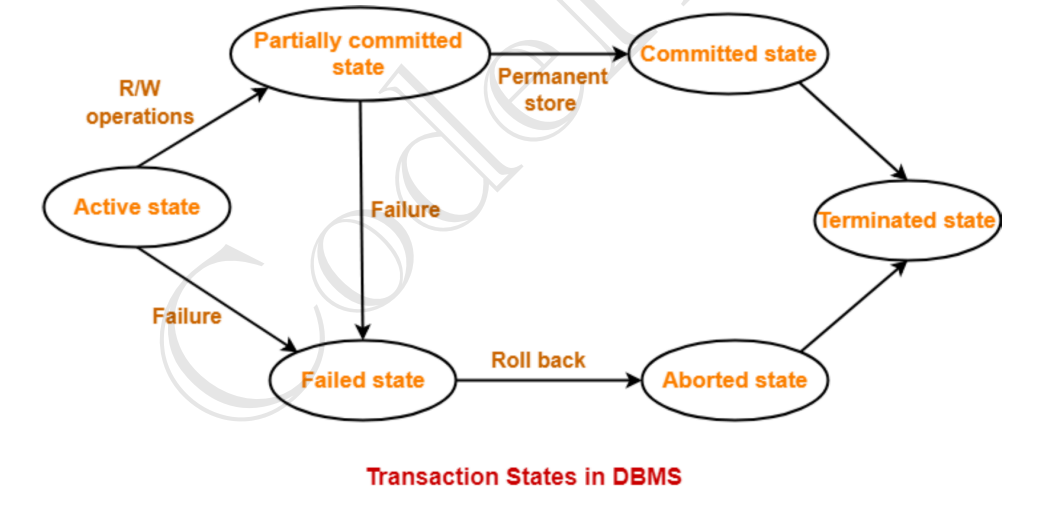 Partially committed
state
Committed state
Permanent
store
R/W
operations
Active state
Failure
Terminated state
Failure
Roll back
Failed state
Aborted state
Transaction States in DBMS
Code